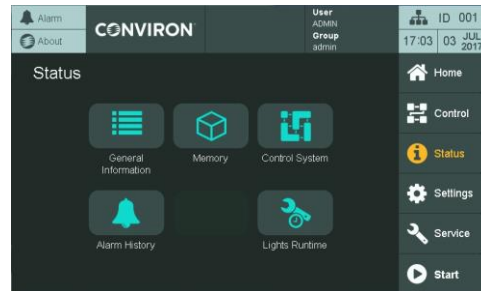 Alarm
About
CONVIRON
User
ADMIN
Group
admin
ID 001
17:03 03 JUL 2017
Status
General
Information
Memory
Control System
Alarm History
Lights Runtime
Home
Control
Status
Settings
Service
Start